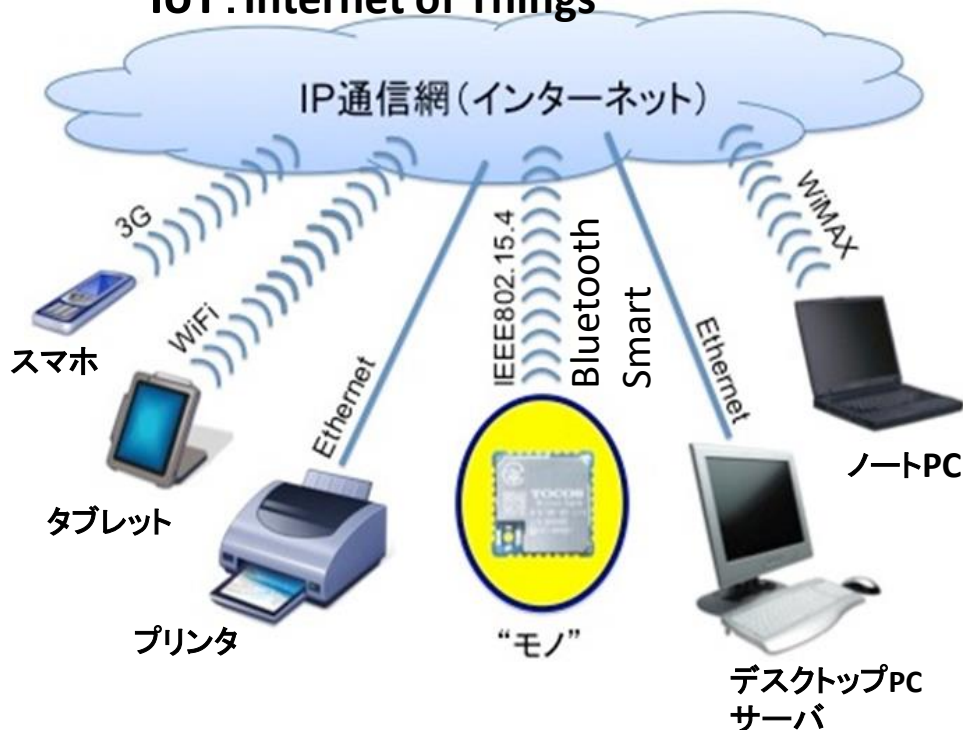 IOT：Internet of Things
IP通信網（インターネット）
3G
WiFi
Ethernet
IEEE802.15.4
Bluetooth
Smart
Ethernet
WiMAX
スマホ
タブレット
プリンタ
TOCOS
“モノ”
ノートPC
デスクトップPC
サーバ